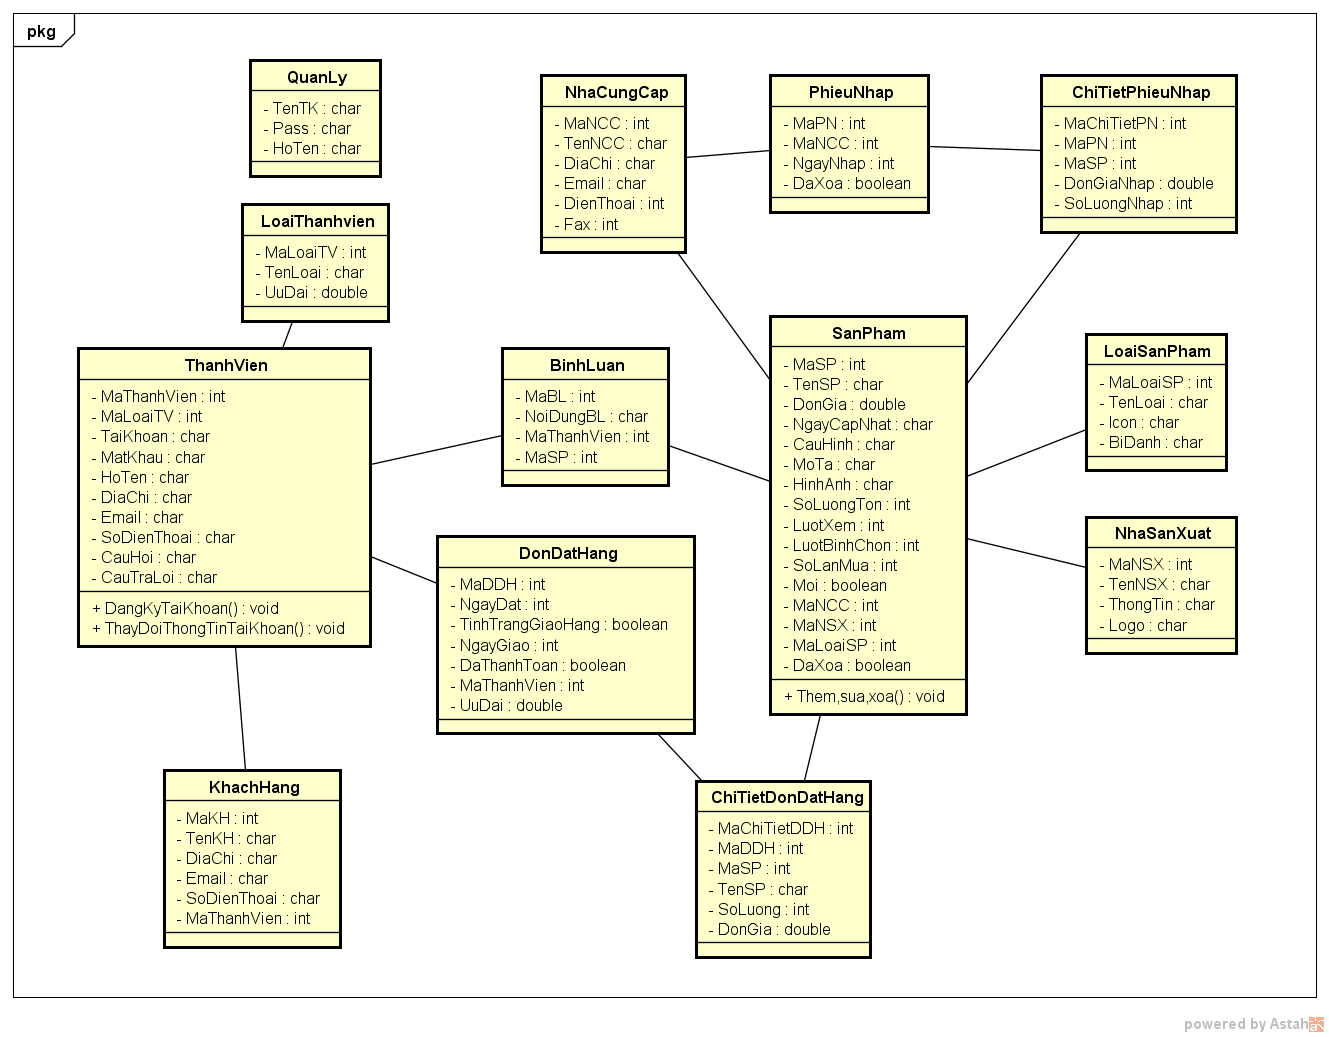 pkg
QuanLy
- TenTK : char
- Pass : char
- HoTen : char
NhaCungCap
- MaNCC : int
- TenNCC : char
- DiaChi : char
- Email : char
- DienThoai : int
- Fax : int
PhieuNhap
- MaPN : int
- MaNCC : int
- NgayNhap : int
- DaXoa : boolean
ChiTietPhieuNhap
- MaChiTietPN : int
- MaPN : int
- MaSP : int
- DonGiaNhap : double
- SoLuongNhap : int
LoaiThanhvien
- MaLoaiTV : int
- TenLoai : char
- UuDai : double
ThanhVien
- MaThanhVien : int
- MaLoaiTV : int
- TaiKhoan : char
- MatKhau : char
- HoTen : char
- DiaChi : char
- Email : char
- SoDienThoai : char
- CauHoi : char
- CauTraLoi : char
+ DangKyTaiKhoan() : void
+ ThayDoiThongTinTaiKhoan() : void
BinhLuan
- MaBL : int
- NoiDungBL : char
- MaThanhVien : int
- MaSP : int
SanPham
- MaSP : int
- TenSP : char
- DonGia : double
- NgayCapNhat : char
- CauHinh : char
- MoTa : char
- HinhAnh : char
- SoLuongTon : int
- LuotXem : int
- LuotBinhChon : int
- SoLanMua : int
- Moi : boolean
- MaNCC : int
- MaNSX : int
- MaLoaiSP : int
- DaXoa : boolean
+ Them,sua,xoa() : void
LoaiSanPham
- MaLoaiSP : int
- TenLoai : char
- Icon : char
- BiDanh : char
NhaSanXuat
- MaNSX : int
- TenNSX : char
- ThongTin : char
- Logo : char
DonDatHang
- MaDDH : int
- NgayDat : int
- TinhTrangGiaoHang : boolean
- NgayGiao : int
- DaThanhToan : boolean
- MaThanhVien : int
- UuDai : double
KhachHang
- MaKH : int
- TenKH : char
- DiaChi : char
- Email : char
- SoDienThoai : char
- MaThanhVien : int
ChiTietDonDatHang
- MaChiTietDDH : int
- MaDDH : int
- MaSP : int
- TenSP : char
- SoLuong : int
- DonGia : double
powered by Astah